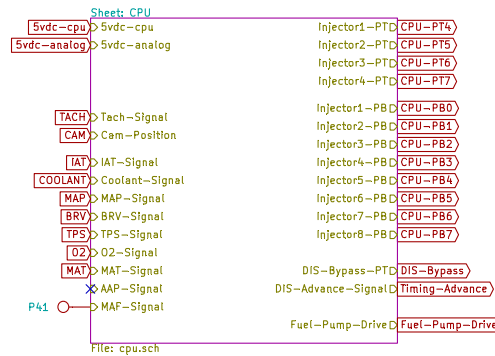 Sheet: CPU
5vdc-cpu 5vdc-cpu Injector1-PT CPU-PT4
5vdc-analog 5vdc-analog Injector2-PT CPU-PT5
Injector3-PT CPU-PT6
Injector4-PT CPU-PT7
Injector1-PB CPU-PB0
TACH Tach-Signal Injector2-PB CPU-PB1
CAM Cam-Position Injector3-PB CPU-PB2
IAT IAT-Signal Injector4-PB CPU-PB3
COOLANT Coolant-Signal Injector5-PB CPU-PB4
MAP MAP-Signal Injector6-PB CPU-PB5
BRV BRV-Signal Injector7-PB CPU-PB6
TPS TPS-Signal Injector8-PB CPU-PB7
O2 O2-Signal
MAT MAT-Signal DIS-Bypass-PT DIS-Bypass
AAP-Signal DIS-Advance-Signal Timing-Advance
P41 MAF-Signal
Fuel-Pump-Drive Fuel-Pump-Drive
File: cpu.sch